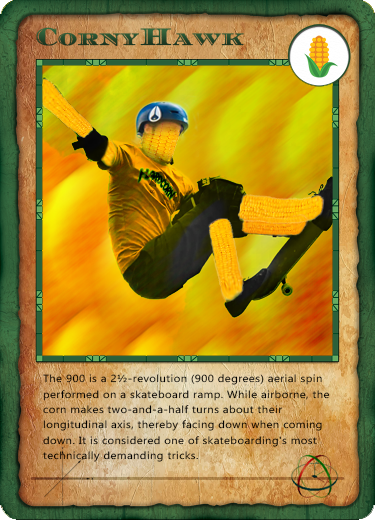 CornyHawk
The 900 is a 2½-revolution (900 degrees) aerial spin
performed on a skateboard ramp. While airborne, the
corn makes two-and-a-half turns about their
longitudinal axis, thereby facing down when coming
down. It is considered one of skateboarding's most
technically demanding tricks.